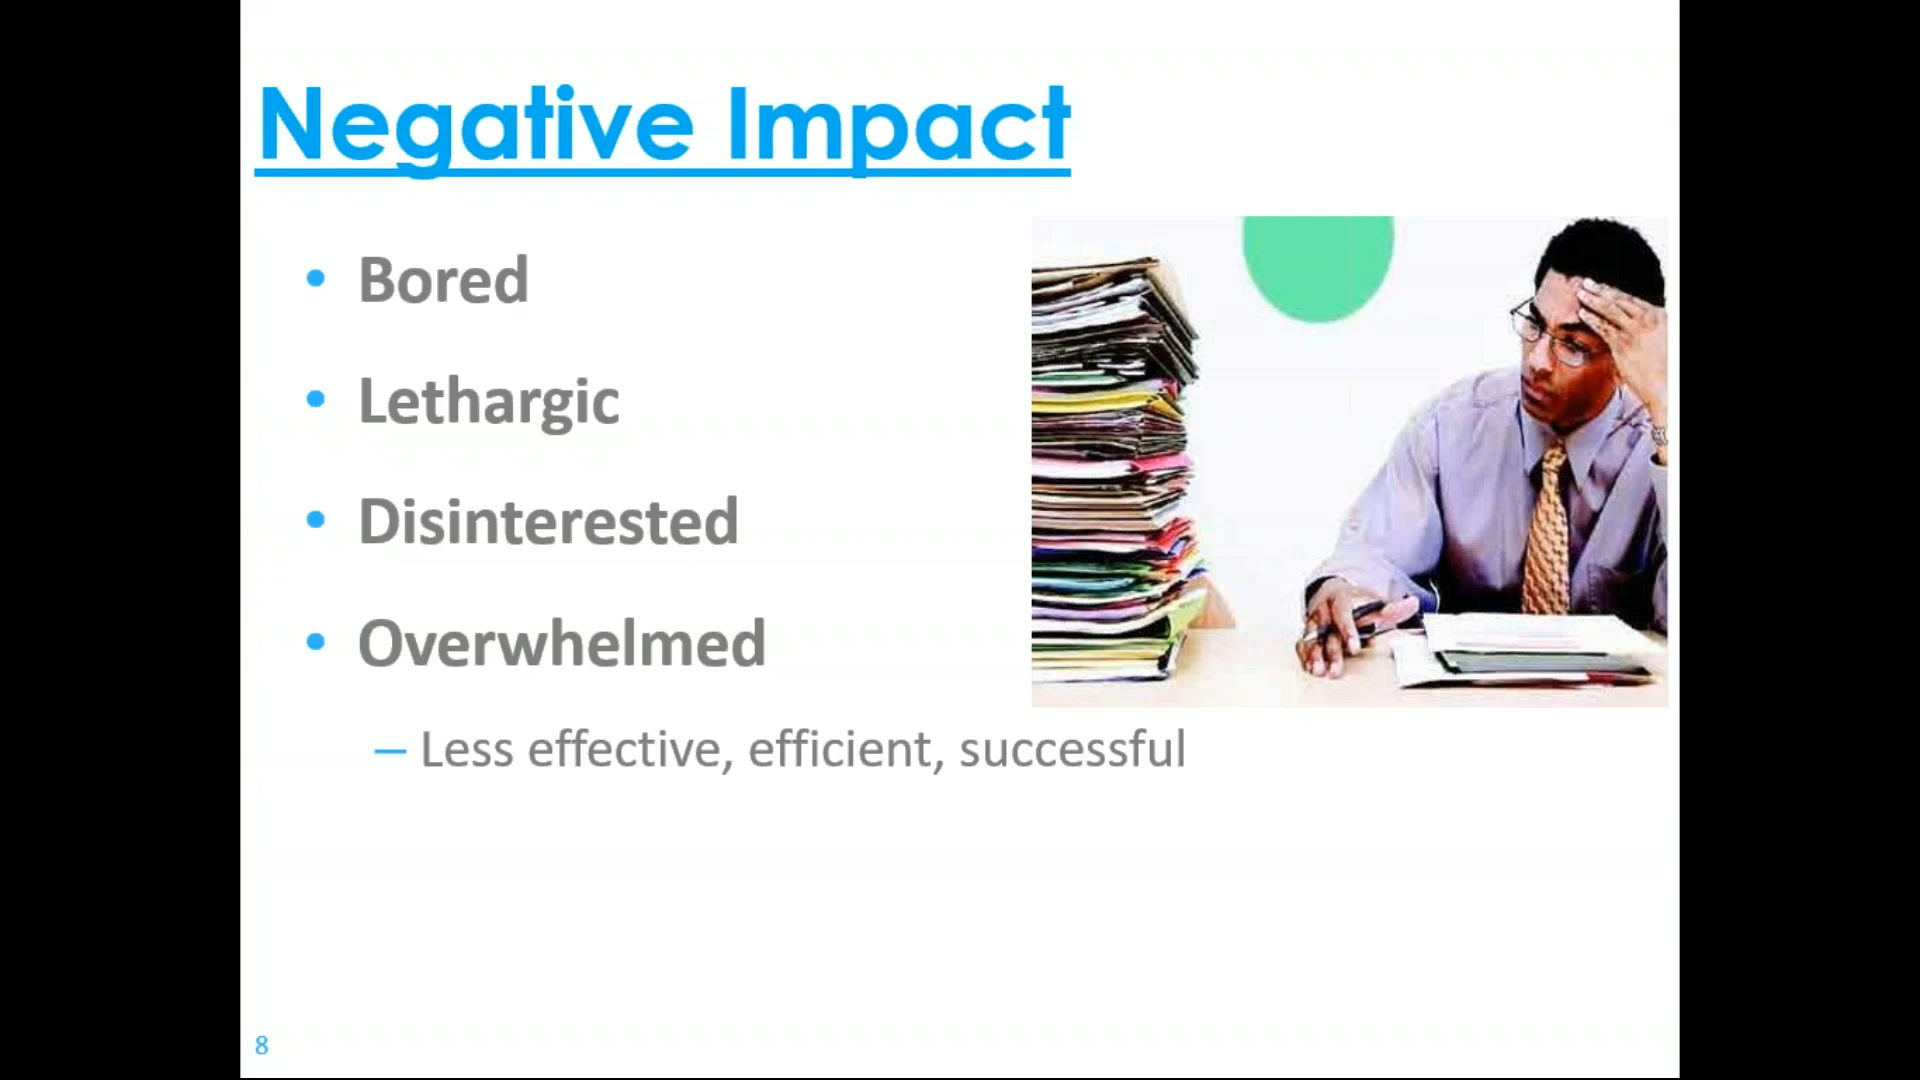 Negative Impact
• Bored
• Lethargic
• Disinterested
• Overwhelmed
– Less effective, efficient, successful
8